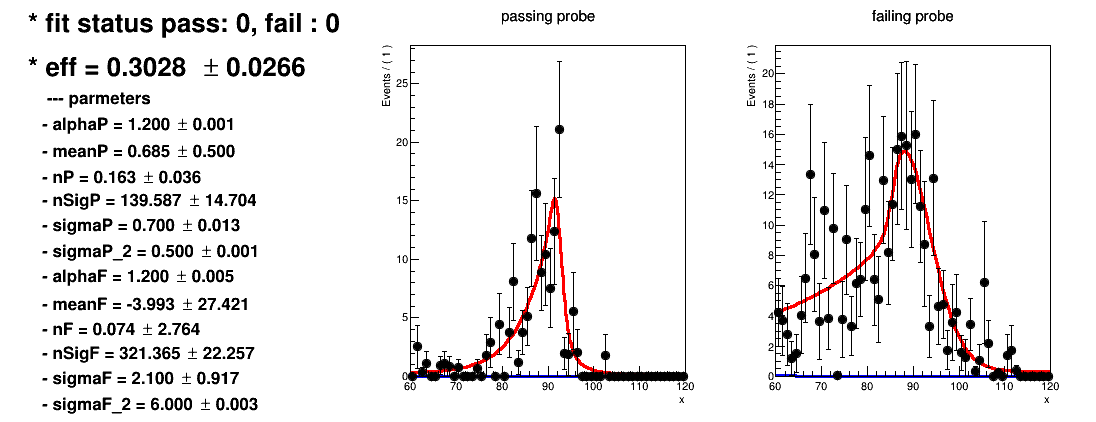 * fit status pass: 0, fail : 0
* eff = 0.3028 ± 0.0266
--- parmeters
- alphaP = 1.200 ± 0.001
- meanP = 0.685 ± 0.500
- nP = 0.163 ± 0.036
- nSigP = 139.587 ± 14.704
- sigmaP = 0.700 ± 0.013
- sigmaP_2 = 0.500 ± 0.001
- alphaF = 1.200 ± 0.005
- meanF = -3.993 ± 27.421
- nF = 0.074 ± 2.764
- nSigF = 321.365 ± 22.257
- sigmaF = 2.100 ± 0.917
- sigmaF_2 = 6.000 ± 0.003
passing probe
Events / ( 1 )
25
20
15
10
5
0
60 70 80 90 100 110 120
x
failing probe
Events / ( 1 )
20
18
16
14
12
10
8
6
4
2
0
60 70 80 90 100 110 120
x